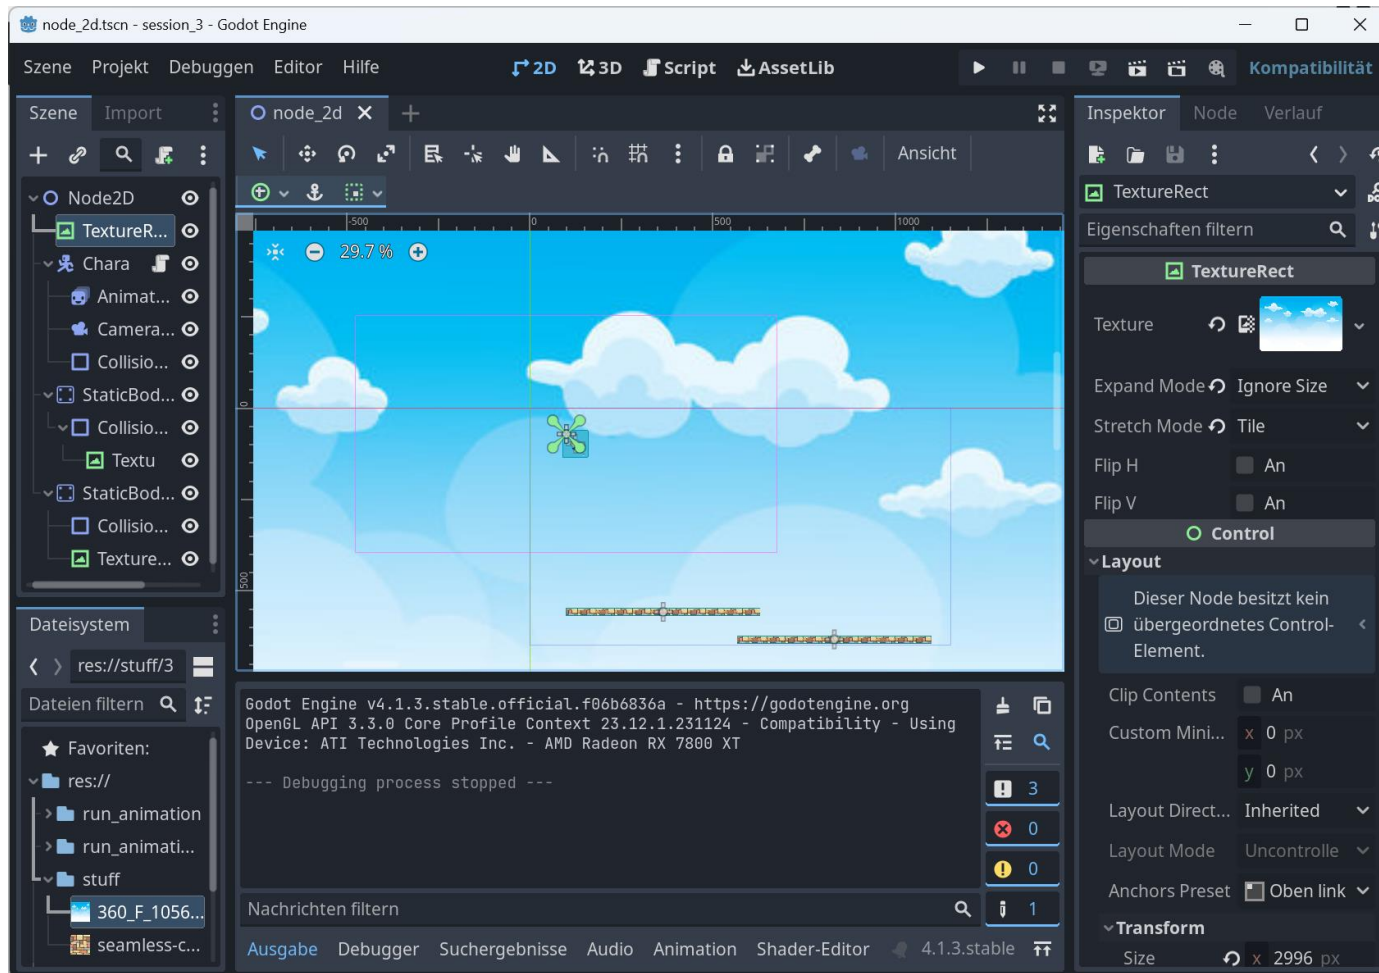 node_2d.tscn - session_3 - Godot Engine
Szene Projekt Debuggen Editor Hilfe 2D 3D Script AssetLib Kompatibilität
Szene Import
node_2d
Inspektor Node Verlauf
Ansicht
TextureRect
Eigenschaften filtern
Node2D
TextureR...
Chara
Animat...
Camera...
Collisio...
StaticBod...
Collisio...
Textu
StaticBod...
Collisio...
Texture...
-500 0 500 1000
29.7 %
0
500
TextureRect
Texture
Expand Mode Ignore Size
Stretch Mode Tile
Flip H An
Flip V An
Control
Layout
Dieser Node besitzt kein
übergeordnetes Control-
Element.
Clip Contents An
Custom Mini... x 0 px
y 0 px
Layout Direct... Inherited
Layout Mode Uncontrolle
Anchors Preset Oben link
Transform
Size x 2996 px
Dateisystem
res://stuff/3
Dateien filtern
Favoriten:
res://
run_animation
run_animati...
stuff
360_F_1056...
seamless-c...
Godot Engine v4.1.3.stable.official.f06b6836a - https://godotengine.org
OpenGL API 3.3.0 Core Profile Context 23.12.1.231124 - Compatibility - Using
Device: ATI Technologies Inc. - AMD Radeon RX 7800 XT
--- Debugging process stopped ---
3
0
0
1
Nachrichten filtern
Ausgabe Debugger Suchergebnisse Audio Animation Shader-Editor 4.1.3.stable